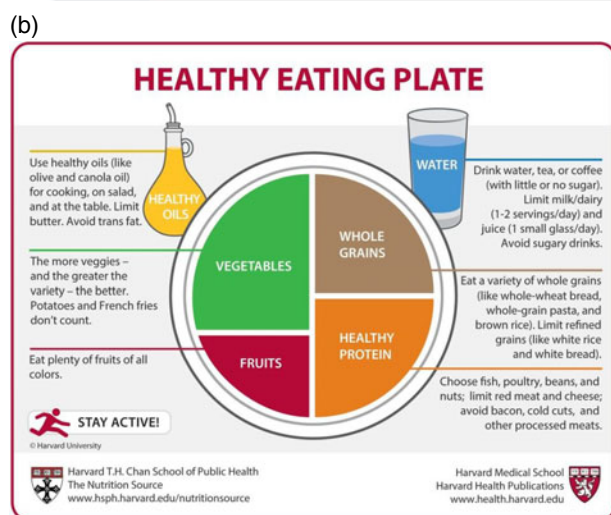 (b)
HEALTHY EATING PLATE
Use healthy oils (like
olive and canola oil)
for cooking, on salad,
and at the table. Limit
butter. Avoid trans fat.
HEALTHY
OILS
WATER
Drink water, tea, or coffee
(with little or no sugar).
Limit milk/dairy
(1-2 servings/day) and
juice (1 small glass/day).
Avoid sugary drinks.
The more veggies –
and the greater the
variety – the better.
Potatoes and French fries
don't count.
VEGETABLES
WHOLE
GRAINS
Eat a variety of whole grains
(like whole-wheat bread,
whole-grain pasta, and
brown rice). Limit refined
grains (like white rice
and white bread).
Eat plenty of fruits of all
colors.
FRUITS
HEALTHY
PROTEIN
Choose fish, poultry, beans, and
nuts; limit red meat and cheese;
avoid bacon, cold cuts, and
other processed meats.
STAY ACTIVE!
© Harvard University
Harvard T.H. Chan School of Public Health
The Nutrition Source
www.hsph.harvard.edu/nutritionsource
Harvard Medical School
Harvard Health Publications
www.health.harvard.edu